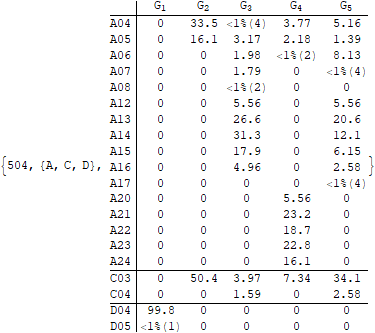 G1 G2 G3 G4 G5
A04 0 33.5 <1%(4) 3.77 5.16
A05 0 16.1 3.17 2.18 1.39
A06 0 0 1.98 <1%(2) 8.13
A07 0 0 1.79 0 <1%(4)
A08 0 0 <1%(2) 0 0
A12 0 0 5.56 0 5.56
A13 0 0 26.6 0 20.6
A14 0 0 31.3 0 12.1
A15 0 0 17.9 0 6.15
{504, {A, C, D}, A16 0 0 4.96 0 2.58 }
A17 0 0 0 0 <1%(4)
A20 0 0 0 5.56 0
A21 0 0 0 23.2 0
A22 0 0 0 18.7 0
A23 0 0 0 22.8 0
A24 0 0 0 16.1 0
C03 0 50.4 3.97 7.34 34.1
C04 0 0 1.59 0 2.58
D04 99.8 0 0 0 0
D05 <1%(1) 0 0 0 0